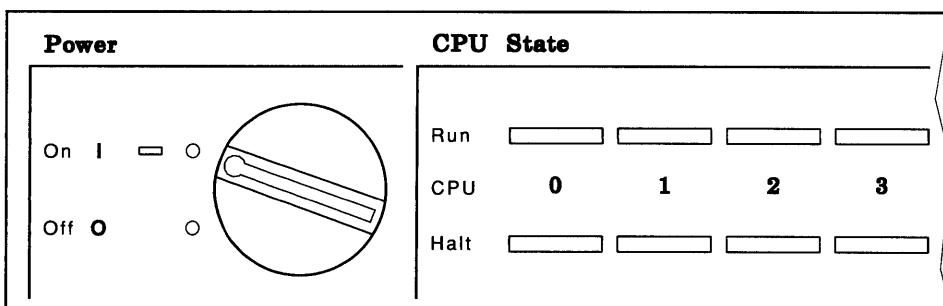 Power
On I
Off O
CPU State
Run
CPU 0 1 2 3
Halt